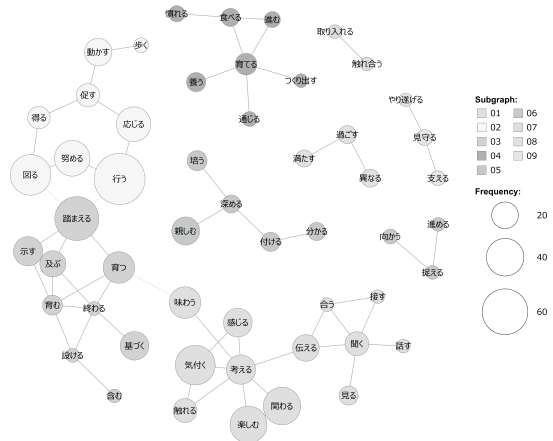 慣れる
食べる
進む
育てる
養う
つくり出す
通じる
取り入れる
触れ合う
動かす
歩く
促す
得る
応じる
努める
図る
行う
踏まえる
示す
及ぶ
育つ
育む
終わる
基づく
設ける
含む
培う
深める
親しむ
付ける
分かる
過ごす
満たす
異なる
やり遂げる
見守る
支える
進める
向かう
捉える
味わう
感じる
気付く
考える
触れる
関わる
楽しむ
伝える
合う
接す
聞く
話す
見る
Subgraph:
01 06
02 07
03 08
04 09
05
Frequency:
20
40
60